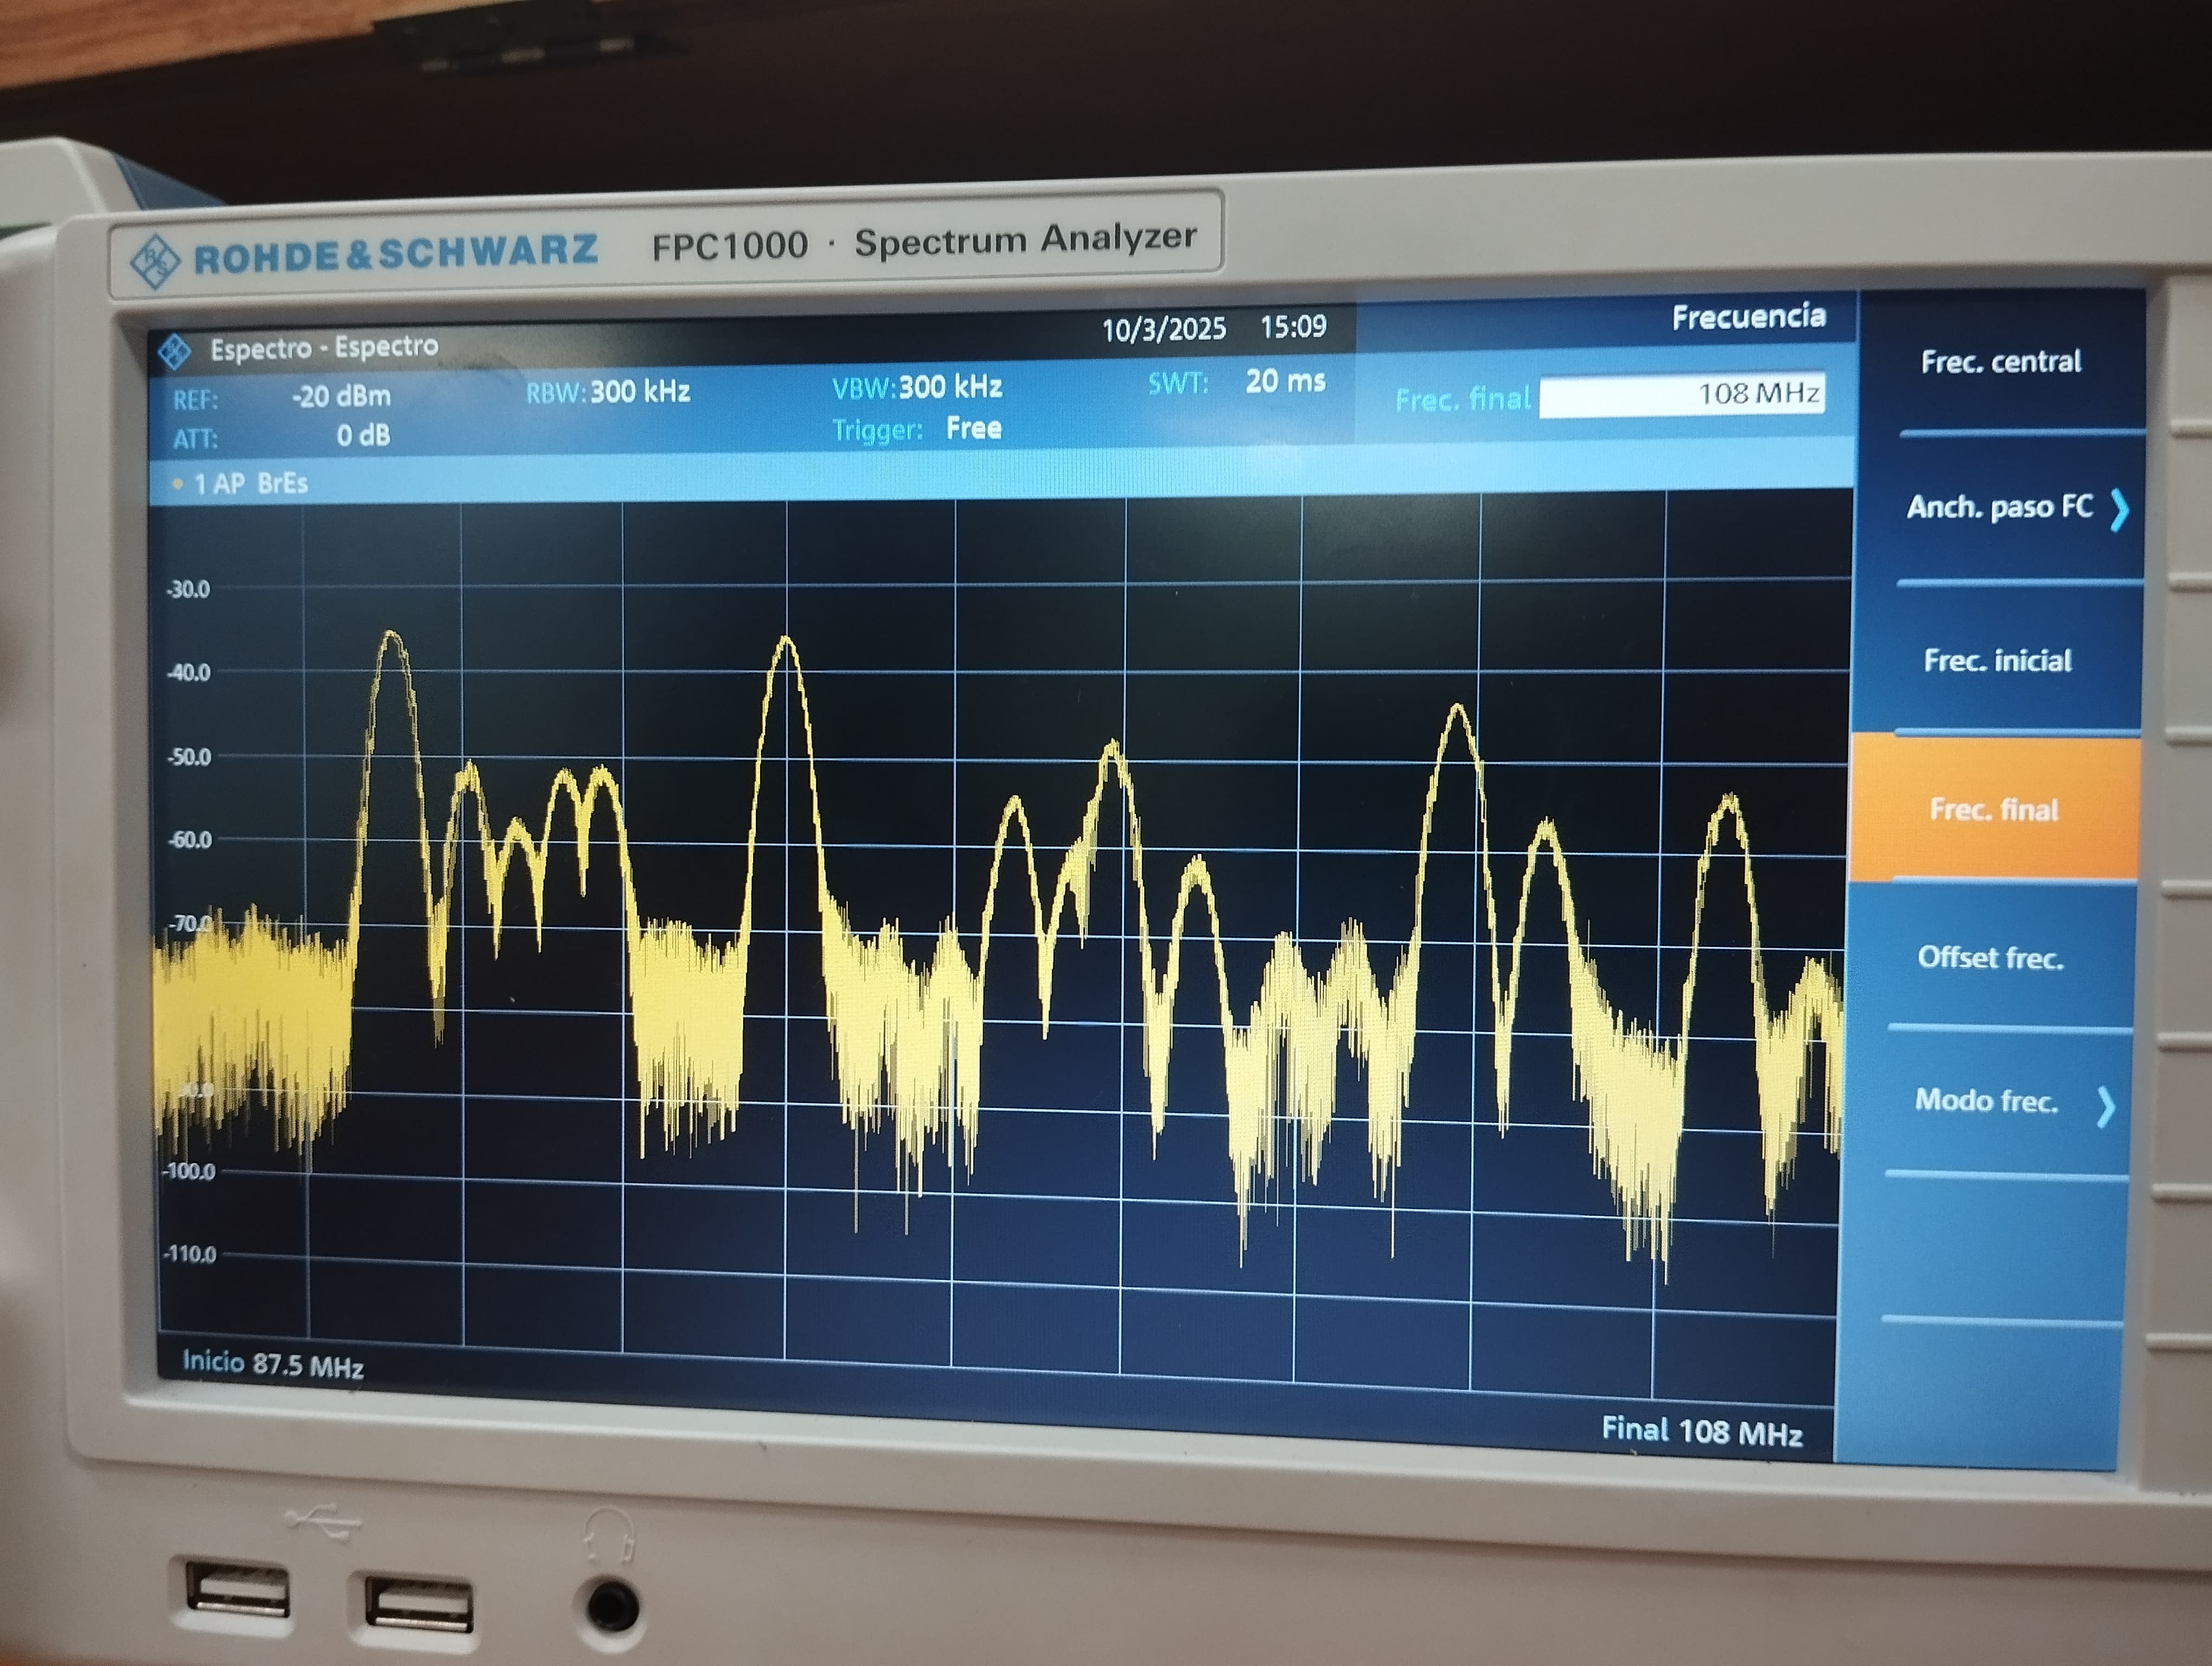 ROHDE&SCHWARZ FPC1000 · Spectrum Analyzer
Espectro - Espectro 10/3/2025 15:09 Frecuencia
REF: -20 dBm RBW: 300 kHz VBW: 300 kHz SWT: 20 ms Frec. final 108 MHz
ATT: 0 dB Trigger: Free
1 AP BrEs
-30.0
-40.0
-50.0
-60.0
-70.0
-100.0
-110.0
Inicio 87.5 MHz
Final 108 MHz
Frec. central
Anch. paso FC
Frec. inicial
Frec. final
Offset frec.
Modo frec.